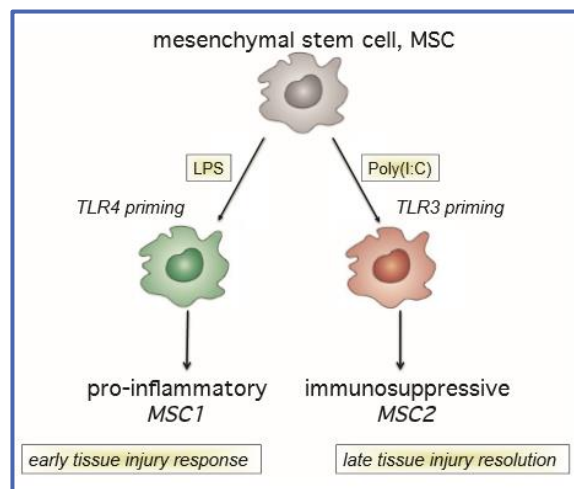 mesenchymal stem cell, MSC
LPS
Poly(I:C)
TLR4 priming
TLR3 priming
pro-inflammatory
MSC1
immunosuppressive
MSC2
early tissue injury response
late tissue injury resolution